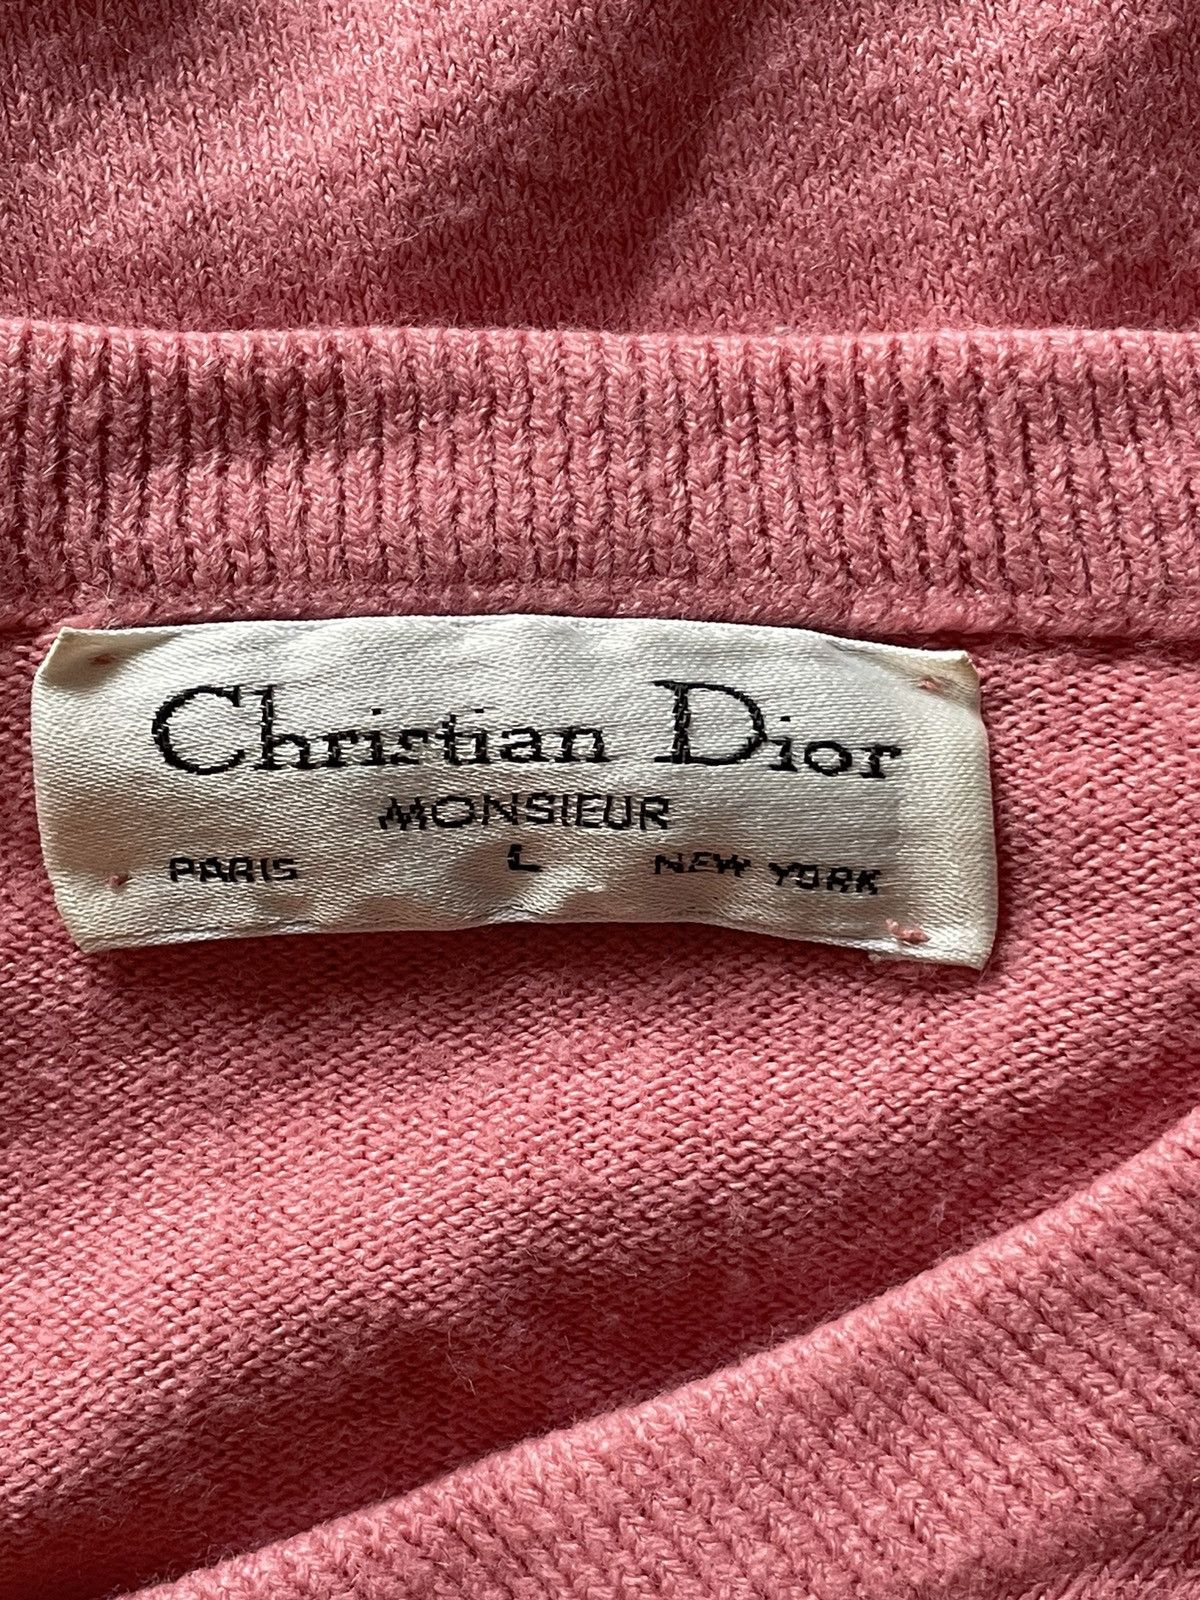 Christian Dior
MONSIEUR
PARIS L NEW YORK